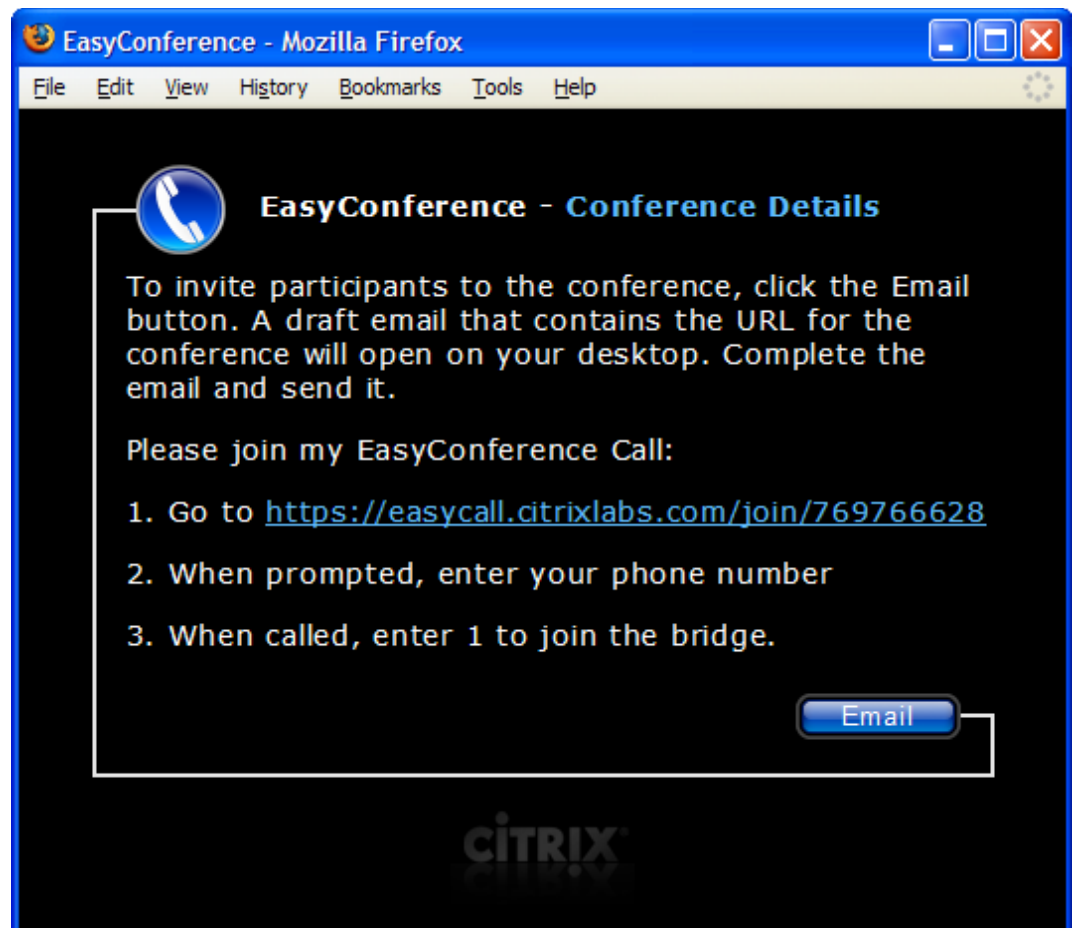 EasyConference - Mozilla Firefox
File Edit View History Bookmarks Tools Help
EasyConference - Conference Details
To invite participants to the conference, click the Email
button. A draft email that contains the URL for the
conference will open on your desktop. Complete the
email and send it.
Please join my EasyConference Call:
1. Go to https://easycall.citrixlabs.com/join/769766628
2. When prompted, enter your phone number
3. When called, enter 1 to join the bridge.
Email
CİTRIX